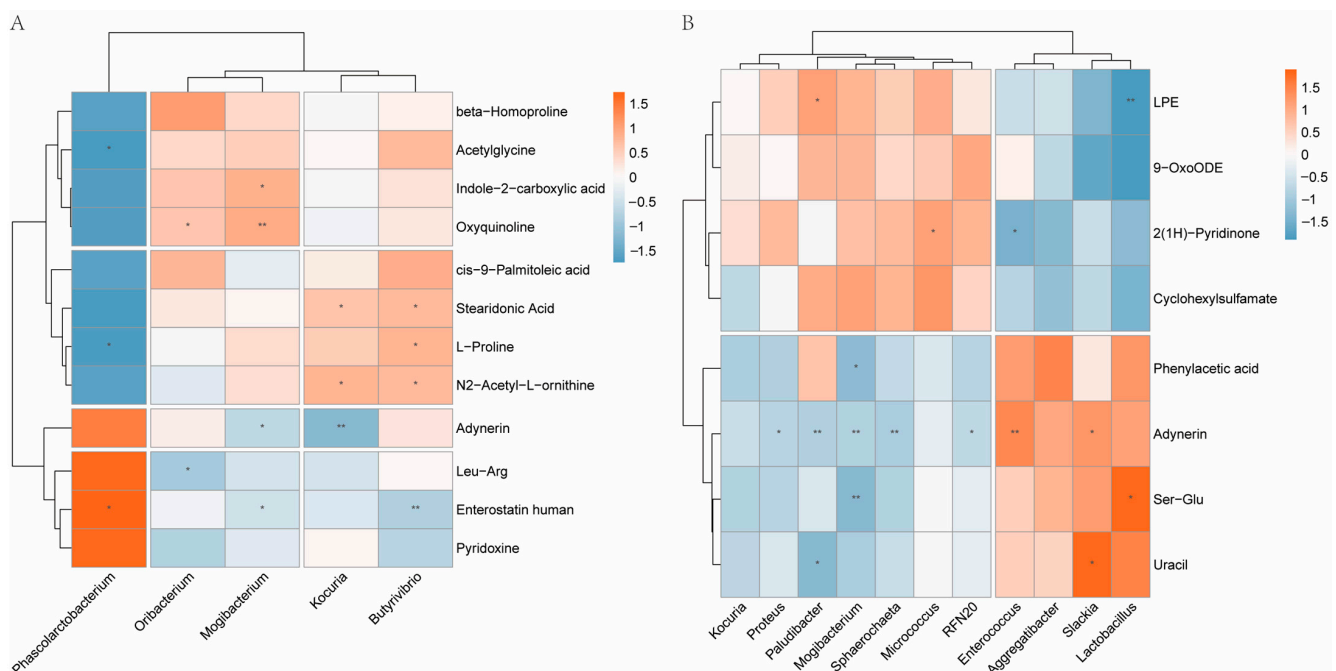 A
beta-Homoproline
Acetylglycine
*
Indole-2-carboxylic acid
*
Oxyquinoline
* **
cis-9-Palmitoleic acid
Stearidonic Acid
* *
L-Proline
* *
N2-Acetyl-L-ornithine
* *
Adynerin
* **
Leu-Arg
*
Enterostatin human
* * **
Pyridoxine
Phascolarctobacterium
Oribacterium
Mogibacterium
Kocuria
Butyrivibrio
1.5
1
0.5
0
-0.5
-1
-1.5
B
LPE
* **
9-OxoODE
2(1H)-Pyridinone
* *
Cyclohexylsulfamate
Phenylacetic acid
*
Adynerin
* ** ** ** * ** *
Ser-Glu
** *
Uracil
* *
Kocuria
Proteus
Paludibacter
Mogibacterium
Sphaerochaeta
Micrococcus
RFN20
Enterococcus
Aggregatibacter
Slackia
Lactobacillus
1.5
1
0.5
0
-0.5
-1
-1.5